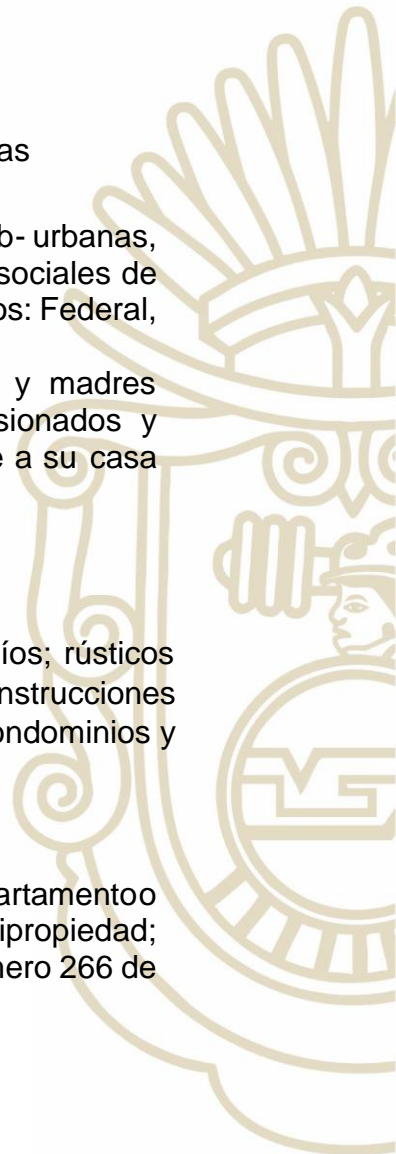 as
b- urbanas,
sociales de
os: Federal,
y madres
sionados y
e a su casa
íos; rústicos
nstrucciones
ondominios y
artamentoo
ipropiedad;
nero 266 de